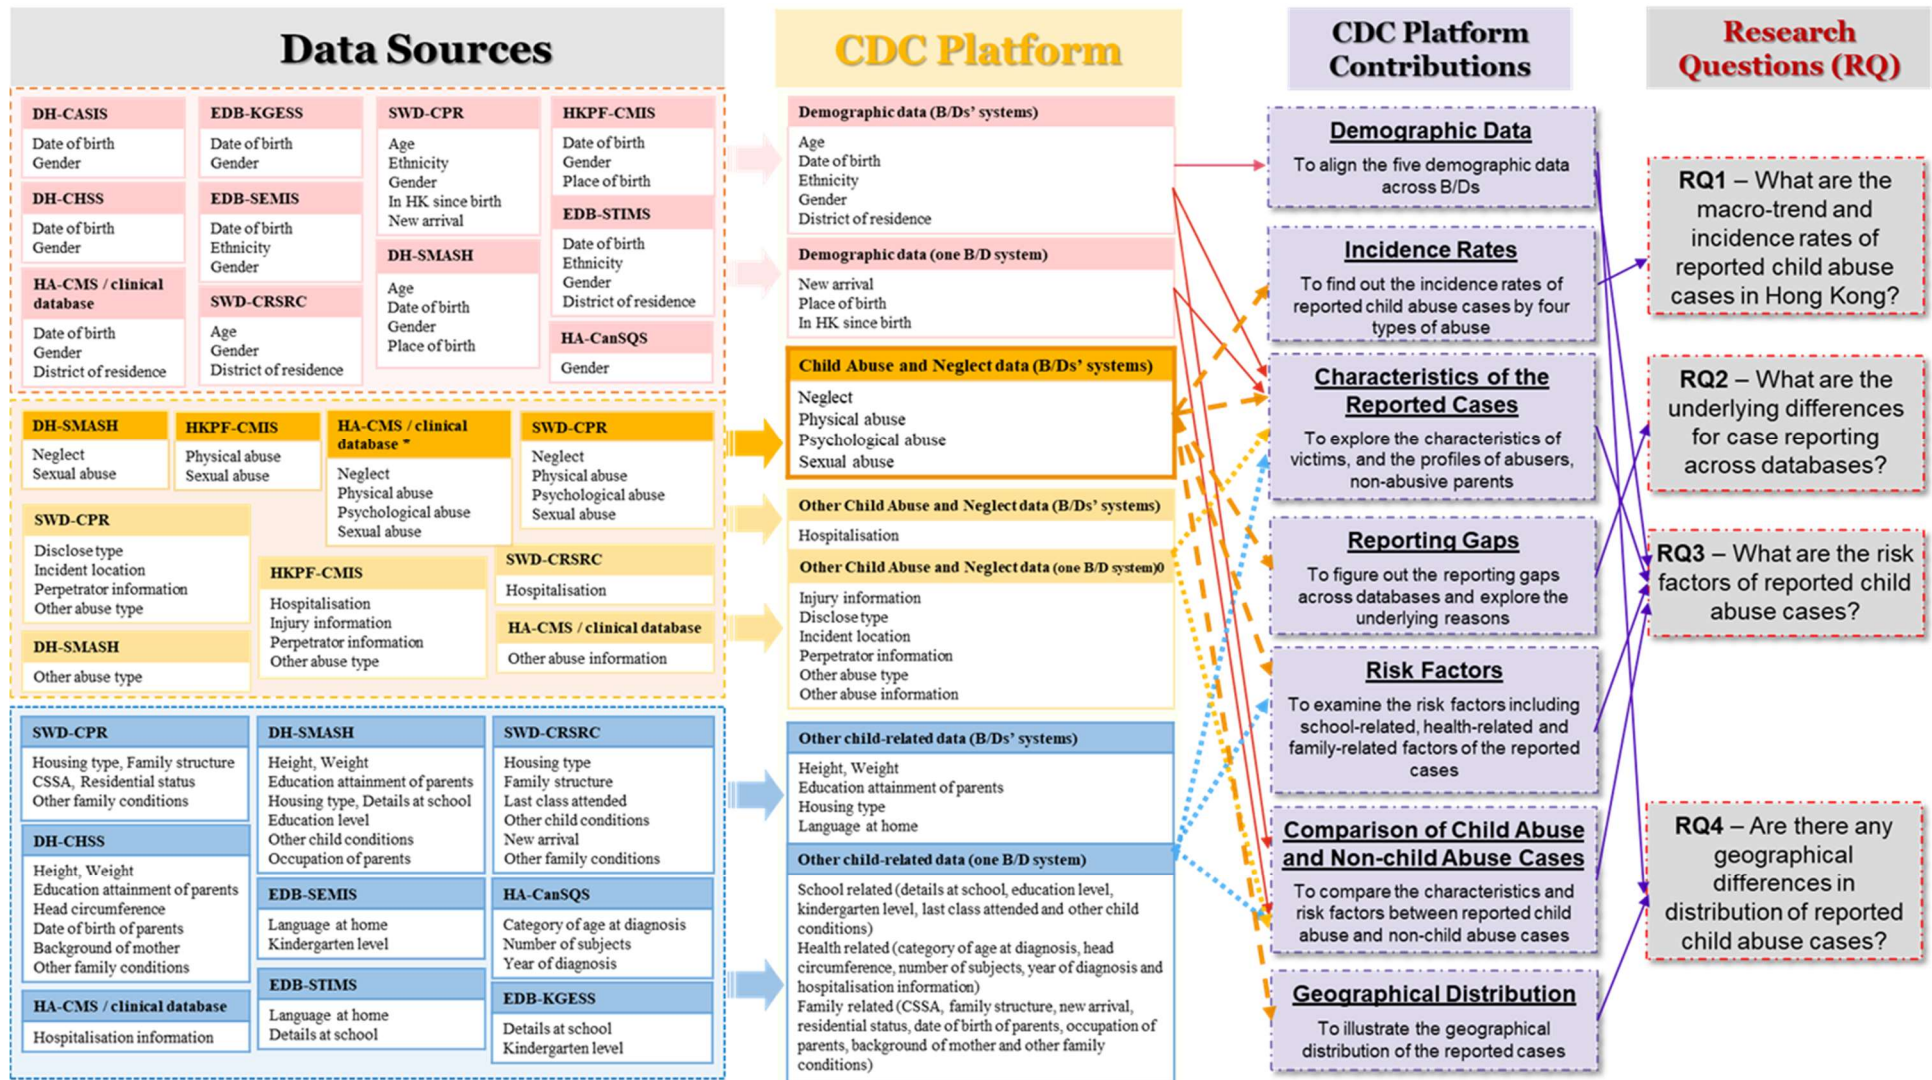 Data Sources
DH-CASIS
Date of birth
Gender
DH-CHSS
Date of birth
Gender
HA-CMS / clinical
database
Date of birth
Gender
District of residence
EDB-KGESS
Date of birth
Gender
EDB-SEMIS
Date of birth
Ethnicity
Gender
SWD-CRSRC
Age
Gender
District of residence
SWD-CPR
Age
Ethnicity
Gender
In HK since birth
New arrival
DH-SMASH
Age
Date of birth
Gender
Place of birth
HKPF-CMIS
Date of birth
Gender
Place of birth
EDB-STIMS
Date of birth
Ethnicity
Gender
District of residence
HA-CanSQS
Gender
DH-SMASH
Neglect
Sexual abuse
HKPF-CMIS
Physical abuse
Sexual abuse
HA-CMS / clinical
database *
Neglect
Physical abuse
Psychological abuse
Sexual abuse
SWD-CPR
Neglect
Physical abuse
Psychological abuse
Sexual abuse
SWD-CPR
Disclose type
Incident location
Perpetrator information
Other abuse type
DH-SMASH
Other abuse type
HKPF-CMIS
Hospitalisation
Injury information
Perpetrator information
Other abuse type
SWD-CRSRC
Hospitalisation
HA-CMS / clinical database
Other abuse information
SWD-CPR
Housing type, Family structure
CSSA, Residential status
Other family conditions
DH-CHSS
Height, Weight
Education attainment of parents
Head circumference
Date of birth of parents
Background of mother
Other family conditions
HA-CMS / clinical database
Hospitalisation information
DH-SMASH
Height, Weight
Education attainment of parents
Housing type, Details at school
Education level
Other child conditions
Occupation of parents
EDB-SEMIS
Language at home
Kindergarten level
EDB-STIMS
Language at home
Details at school
SWD-CRSRC
Housing type
Family structure
Last class attended
Other child conditions
New arrival
Other family conditions
HA-CanSQS
Category of age at diagnosis
Number of subjects
Year of diagnosis
EDB-KGESS
Details at school
Kindergarten level
CDC Platform
Demographic data (B/Ds' systems)
Age
Date of birth
Ethnicity
Gender
District of residence
Demographic data (one B/D system)
New arrival
Place of birth
In HK since birth
Child Abuse and Neglect data (B/Ds' systems)
Neglect
Physical abuse
Psychological abuse
Sexual abuse
Other Child Abuse and Neglect data (B/Ds' systems)
Hospitalisation
Other Child Abuse and Neglect data (one B/D system)0
Injury information
Disclose type
Incident location
Perpetrator information
Other abuse type
Other abuse information
Other child-related data (B/Ds' systems)
Height, Weight
Education attainment of parents
Housing type
Language at home
Other child-related data (one B/D system)
School related (details at school, education level,
kindergarten level, last class attended and other child
conditions)
Health related (category of age at diagnosis, head
circumference, number of subjects, year of diagnosis and
hospitalisation information)
Family related (CSSA, family structure, new arrival,
residential status, date of birth of parents, occupation of
parents, background of mother and other family
conditions)
CDC Platform
Contributions
Demographic Data
To align the five demographic data
across B/Ds
Incidence Rates
To find out the incidence rates of
reported child abuse cases by four
types of abuse
Characteristics of the
Reported Cases
To explore the characteristics of
victims, and the profiles of abusers,
non-abusive parents
Reporting Gaps
To figure out the reporting gaps
across databases and explore the
underlying reasons
Risk Factors
To examine the risk factors including
school-related, health-related and
family-related factors of the reported
cases
Comparison of Child Abuse
and Non-child Abuse Cases
To compare the characteristics and
risk factors between reported child
abuse and non-child abuse cases
Geographical Distribution
To illustrate the geographical
distribution of the reported cases
Research
Questions (RQ)
RQ1 – What are the
macro-trend and
incidence rates of
reported child abuse
cases in Hong Kong?
RQ2 – What are the
underlying differences
for case reporting
across databases?
RQ3 – What are the risk
factors of reported child
abuse cases?
RQ4 – Are there any
geographical
differences in
distribution of reported
child abuse cases?